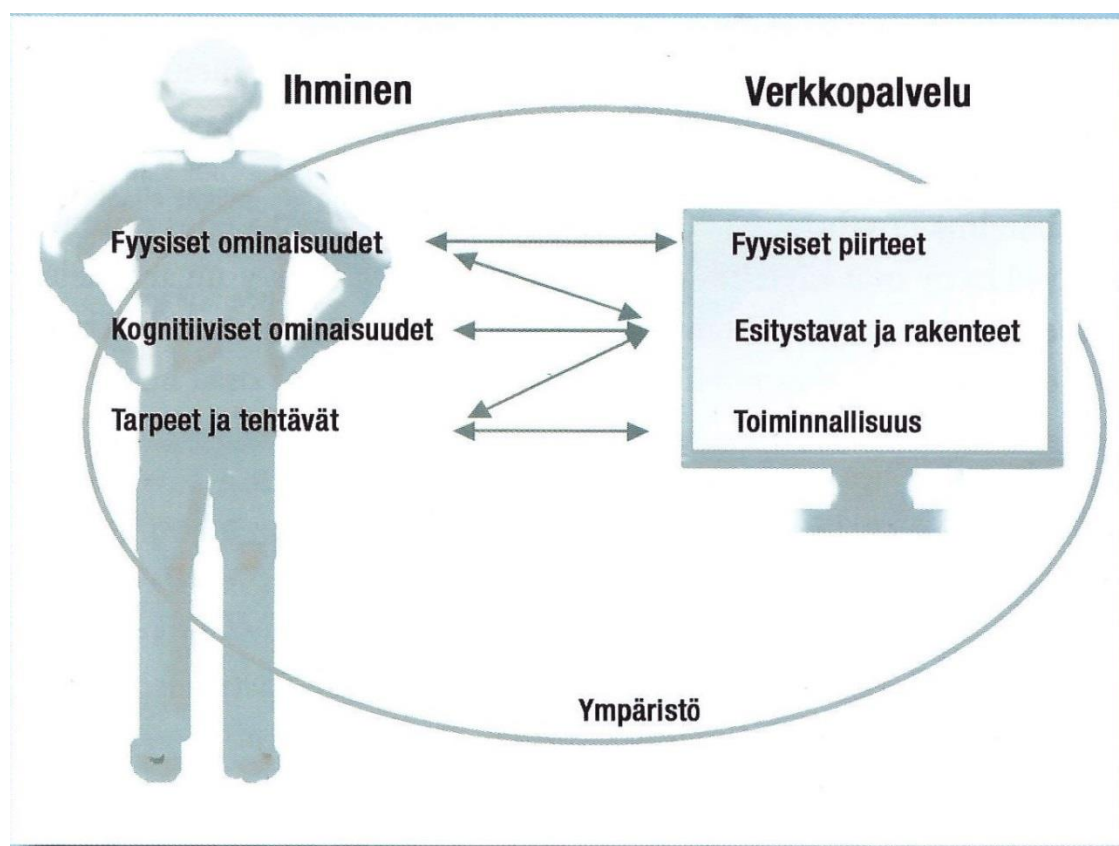 Ihminen
Verkkopalvelu
Fyysiset ominaisuudet
Fyysiset piirteet
Kognitiiviset ominaisuudet
Esitystavat ja rakenteet
Tarpeet ja tehtävät
Toiminnallisuus
Ympäristö